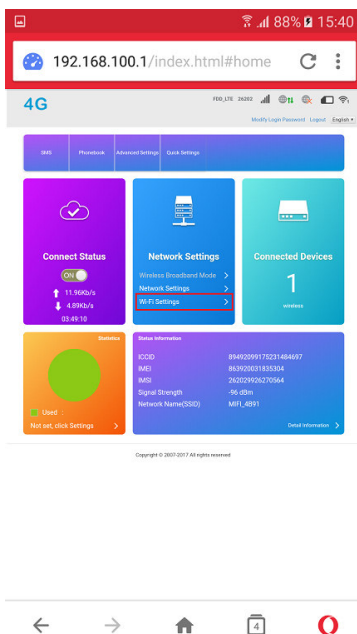 88% 15:40
192.168.100.1/index.html#home
4G
FDD_LTE 26203
Modify Login Password Logout English
SMS Phonebook Advanced Settings Quick Settings
Connect Status
ON
11.96Kb/s
4.89Kb/s
03:49:10
Network Settings
Wireless Broadband Mode
Network Settings
Wi-Fi Settings
Connected Devices
1
wireless
Statistics
Used :
Not set, click Settings
Status Information
ICCID 89492099175231484697
IMEI 863920031835304
IMSI 262029926270564
Signal Strength -96 dBm
Network Name(SSID) MIFI_4B91
Detail Information
Copyright © 2007-2017 All rights reserved
4